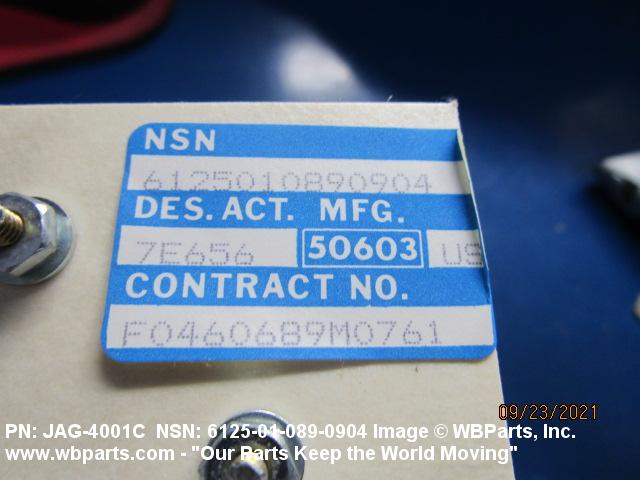 NSN
6125010890904
DES. ACT. MFG.
7E656 50603 US
CONTRACT NO.
F0460689M0761
09/23/2021
PN: JAG-4001C NSN: 6125-01-089-0904 Image © WBParts, Inc.
www.wbparts.com - "Our Parts Keep the World Moving"